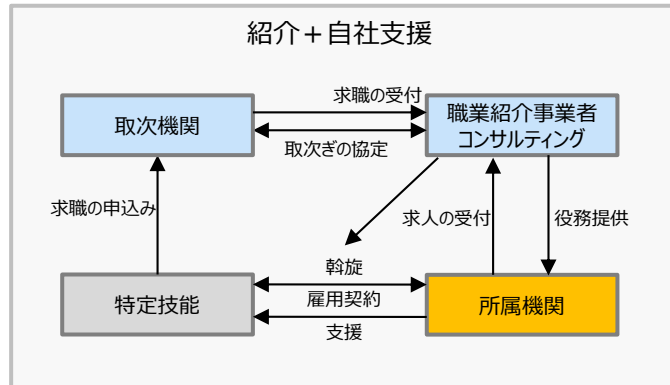 紹介＋自社支援
求職の受付
取次機関
職業紹介事業者
コンサルティング
取次ぎの協定
求職の申込み
求人の受付
役務提供
斡旋
特定技能
雇用契約
所属機関
支援